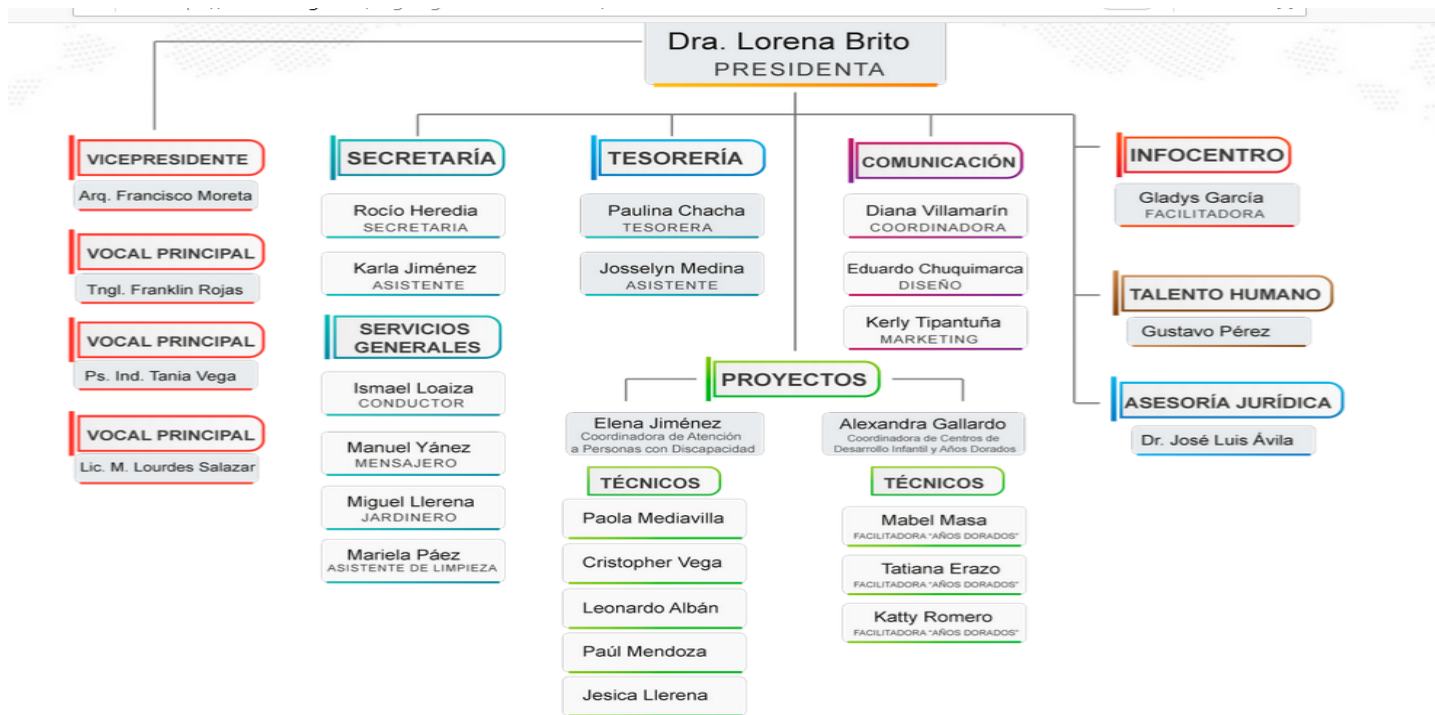 Dra. Lorena Brito
PRESIDENTA
VICEPRESIDENTE
Arq. Francisco Moreta
VOCAL PRINCIPAL
Tngl. Franklin Rojas
VOCAL PRINCIPAL
Ps. Ind. Tania Vega
VOCAL PRINCIPAL
Lic. M. Lourdes Salazar
SECRETARÍA
Rocío Heredia
SECRETARIA
Karla Jiménez
ASISTENTE
SERVICIOS
GENERALES
Ismael Loaiza
CONDUCTOR
Manuel Yánez
MENSAJERO
Miguel Llerena
JARDINERO
Mariela Páez
ASISTENTE DE LIMPIEZA
TESORERÍA
Paulina Chacha
TESORERA
Josselyn Medina
ASISTENTE
COMUNICACIÓN
Diana Villamarín
COORDINADORA
Eduardo Chuquimarca
DISEÑO
Kerly Tipantuña
MARKETING
PROYECTOS
Elena Jiménez
Coordinadora de Atención
a Personas con Discapacidad
TÉCNICOS
Paola Mediavilla
Cristopher Vega
Leonardo Albán
Paúl Mendoza
Jesica Llerena
Alexandra Gallardo
Coordinadora de Centros de
Desarrollo Infantil y Años Dorados
TÉCNICOS
Mabel Masa
FACILITADORA "AÑOS DORADOS"
Tatiana Erazo
FACILITADORA "AÑOS DORADOS"
Katty Romero
FACILITADORA "AÑOS DORADOS"
INFOCENTRO
Gladys García
FACILITADORA
TALENTO HUMANO
Gustavo Pérez
ASESORÍA JURÍDICA
Dr. José Luis Ávila